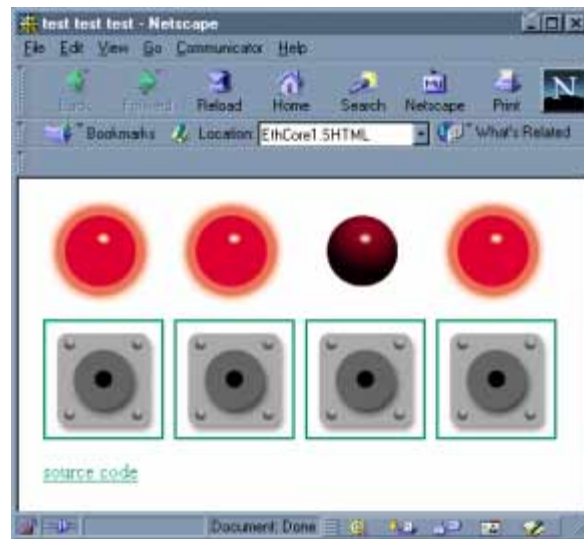 test test test - Netscape
File Edit View Go Communicator Help
Back Forward Reload Home Search Netscape Print
N
Bookmarks Location: EthCore1.SHTML What's Related
source code
Document: Done